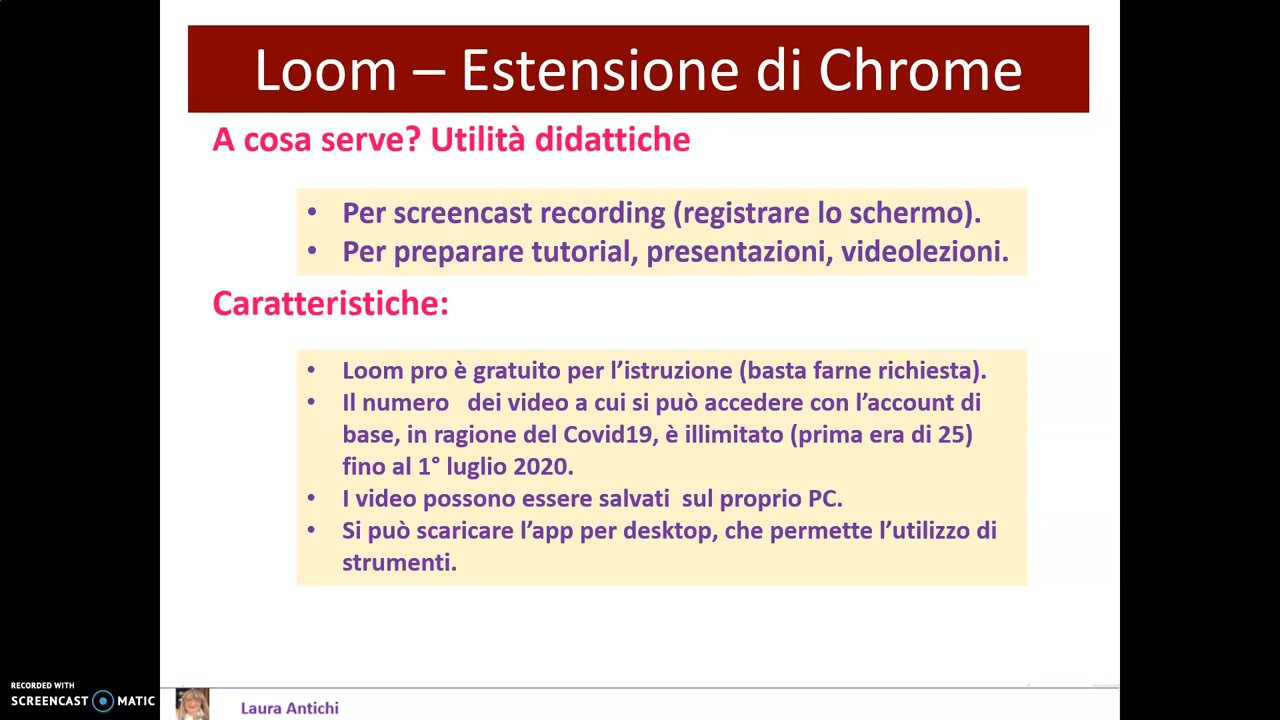 Loom – Estensione di Chrome
A cosa serve? Utilità didattiche
• Per screencast recording (registrare lo schermo).
• Per preparare tutorial, presentazioni, videolezioni.
Caratteristiche:
• Loom pro è gratuito per l’istruzione (basta farne richiesta).
• Il numero dei video a cui si può accedere con l’account di
base, in ragione del Covid19, è illimitato (prima era di 25)
fino al 1° luglio 2020.
• I video possono essere salvati sul proprio PC.
• Si può scaricare l’app per desktop, che permette l’utilizzo di
strumenti.
RECORDED WITH
SCREENCAST MATIC
Laura Antichi